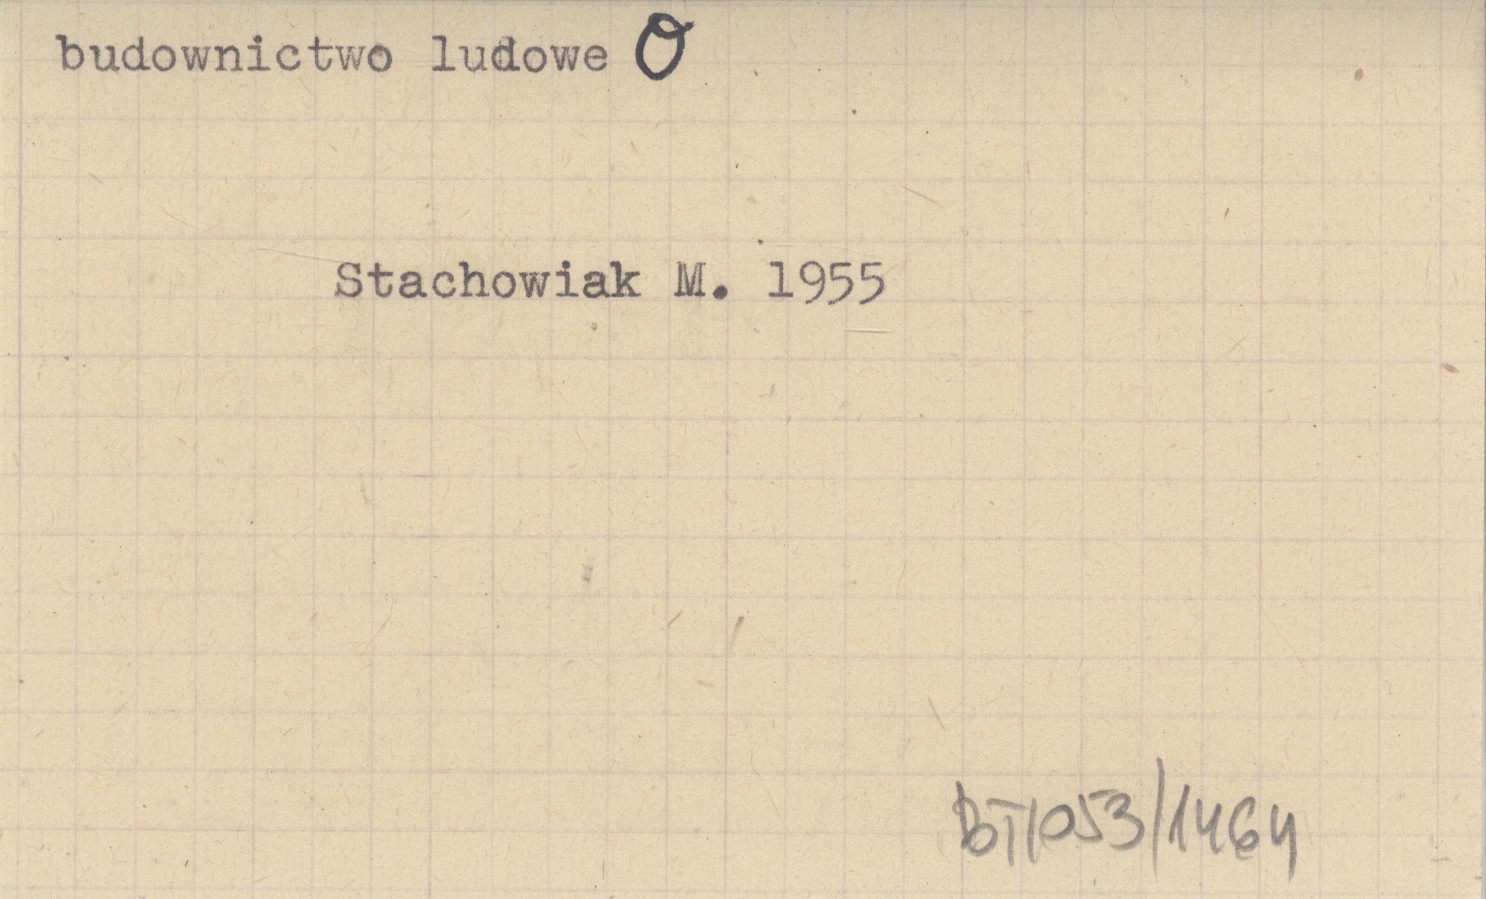 budownictwo ludowe O
Stachowiak M. 1955
BT/053/1464